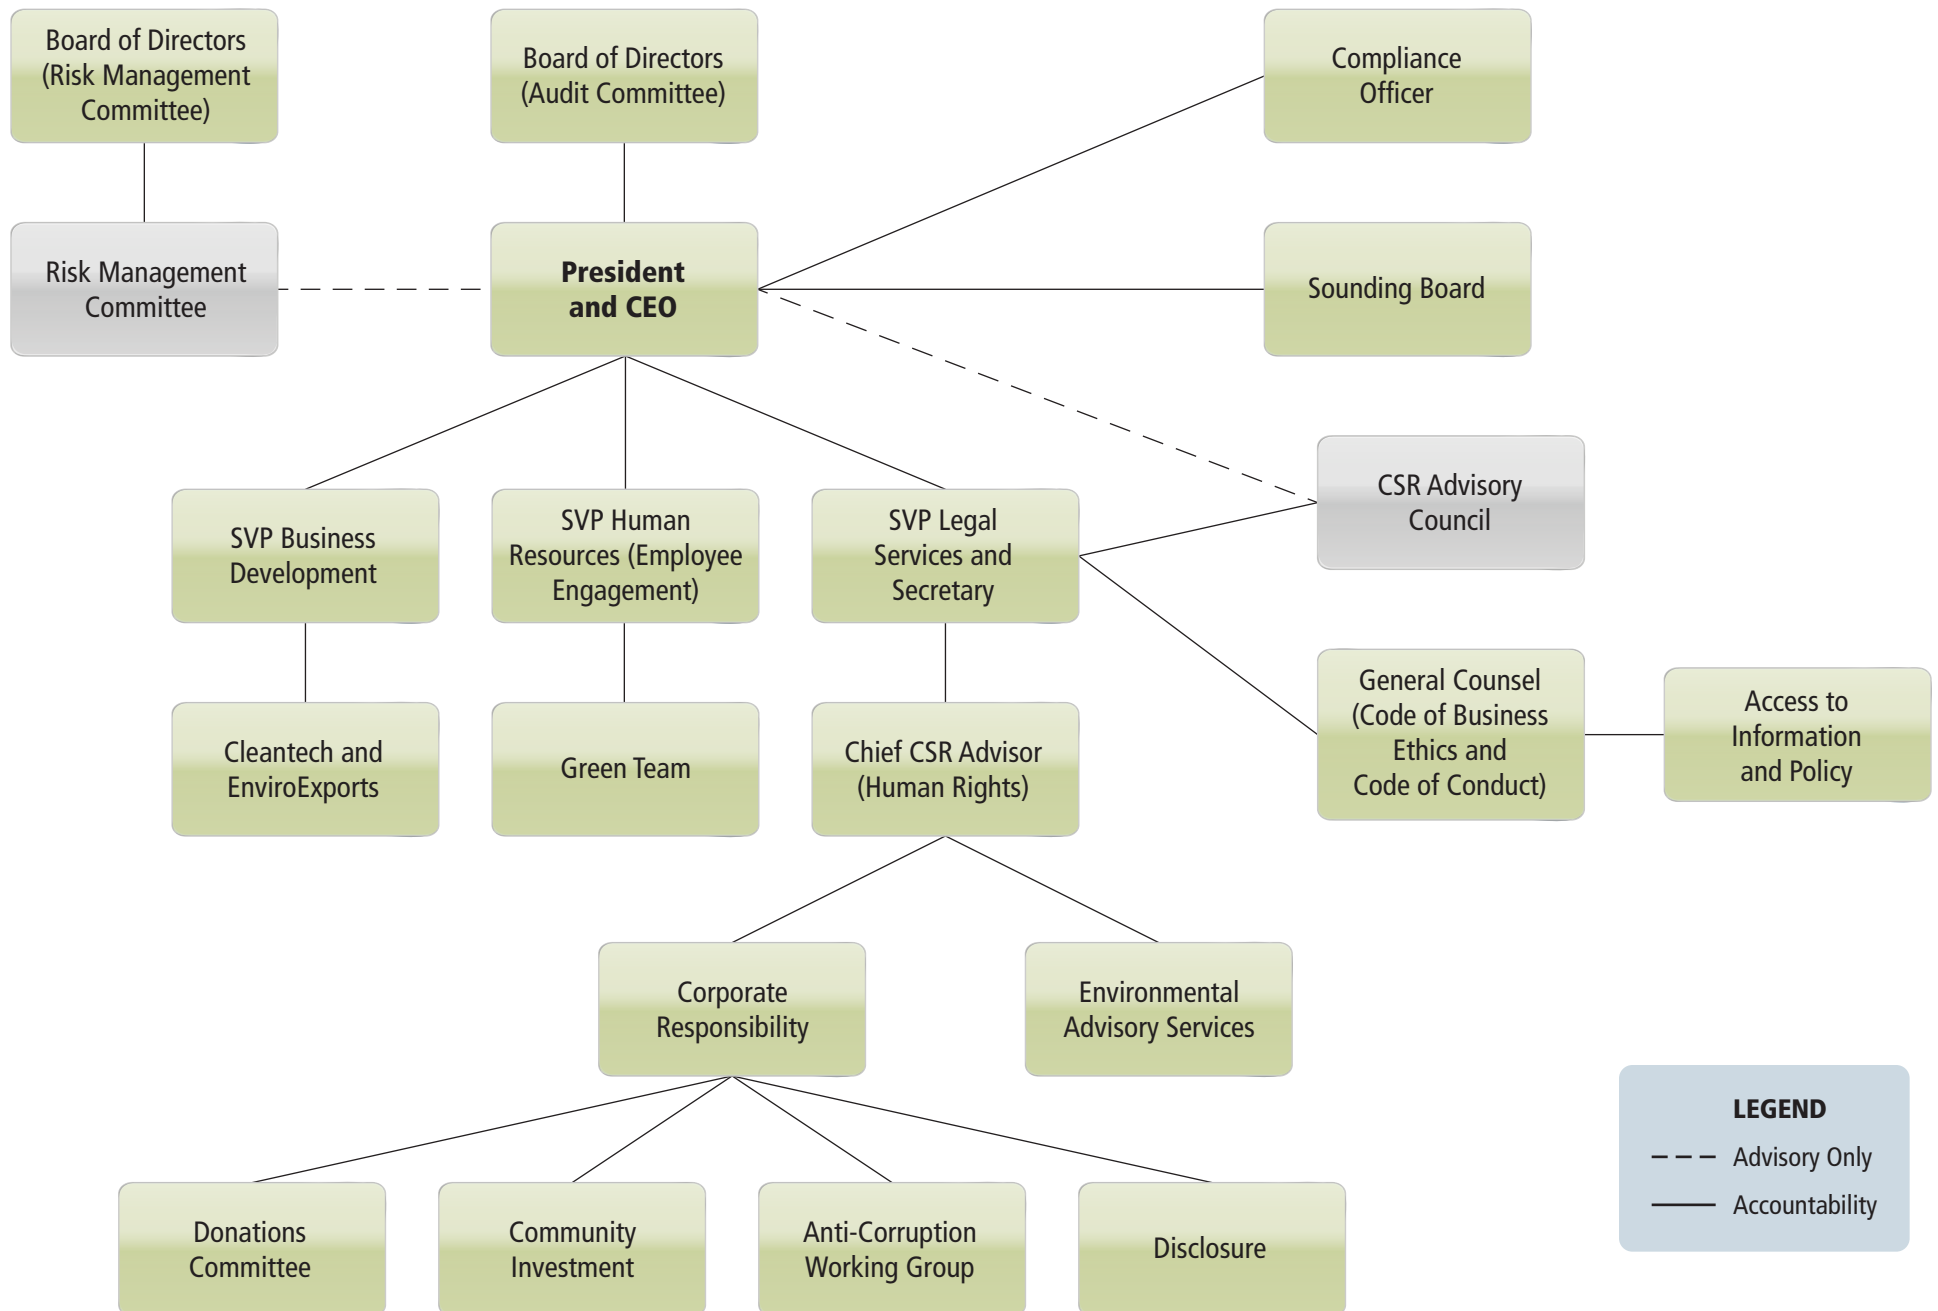 Board of Directors
(Risk Management
Committee)
Board of Directors
(Audit Committee)
Compliance
Officer
Risk Management
Committee
President
and CEO
Sounding Board
CSR Advisory
Council
SVP Business
Development
SVP Human
Resources (Employee
Engagement)
SVP Legal
Services and
Secretary
General Counsel
(Code of Business
Ethics and
Code of Conduct)
Access to
Information
and Policy
Cleantech and
EnviroExports
Green Team
Chief CSR Advisor
(Human Rights)
Corporate
Responsibility
Environmental
Advisory Services
LEGEND
Advisory Only
Accountability
Donations
Committee
Community
Investment
Anti-Corruption
Working Group
Disclosure